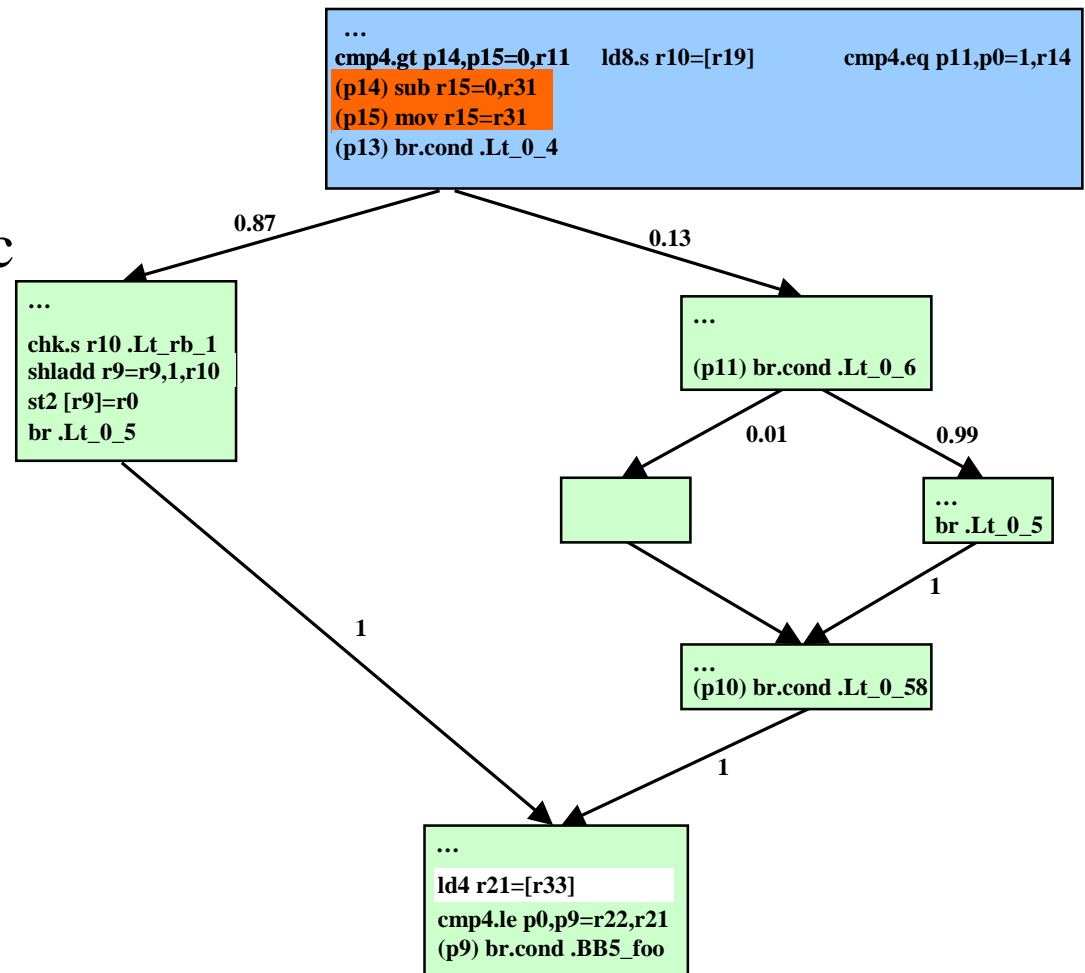 ...
cmp4.gt p14,p15=0,r11 ld8.s r10=[r19] cmp4.eq p11,p0=1,r14
(p14) sub r15=0,r31
(p15) mov r15=r31
(p13) br.cond .Lt_0_4
0.87
0.13
c
...
chk.s r10 .Lt_rb_1
shladd r9=r9,1,r10
st2 [r9]=r0
br .Lt_0_5
...
(p11) br.cond .Lt_0_6
0.01
0.99
...
br .Lt_0_5
1
1
...
(p10) br.cond .Lt_0_58
1
...
ld4 r21=[r33]
cmp4.le p0,p9=r22,r21
(p9) br.cond .BB5_foo